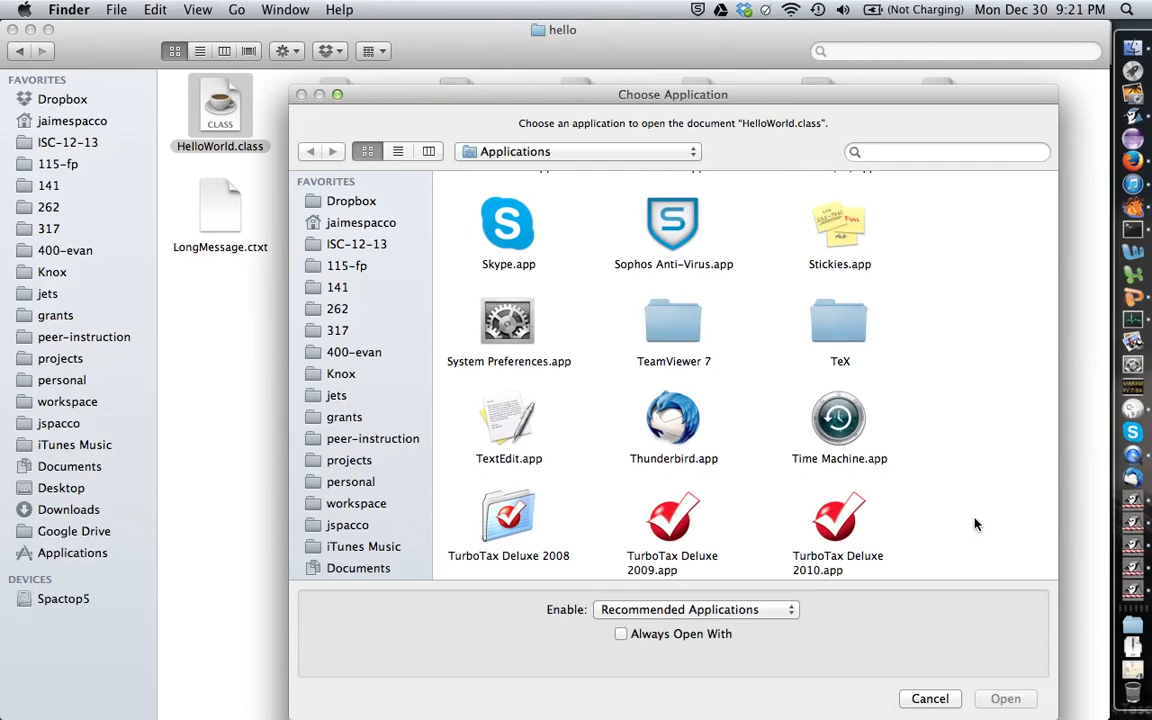 Finder File Edit View Go Window Help (Not Charging) Mon Dec 30 9:21 PM
hello
FAVORITES
Dropbox
jaimespacco
ISC-12-13
115-fp
141
262
317
400-evan
Knox
jets
grants
peer-instruction
projects
personal
workspace
jspacco
iTunes Music
Documents
Desktop
Downloads
Google Drive
Applications
DEVICES
Spactop5
CLASS
HelloWorld.class
LongMessage.ctxt
Choose Application
Choose an application to open the document “HelloWorld.class”.
Applications
FAVORITES
Dropbox
jaimespacco
ISC-12-13
115-fp
141
262
317
400-evan
Knox
jets
grants
peer-instruction
projects
personal
workspace
jspacco
iTunes Music
Documents
Skype.app Sophos Anti-Virus.app Stickies.app
System Preferences.app TeamViewer 7 TeX
TextEdit.app Thunderbird.app Time Machine.app
TurboTax Deluxe 2008 TurboTax Deluxe TurboTax Deluxe
2009.app 2010.app
Enable: Recommended Applications
Always Open With
Cancel Open